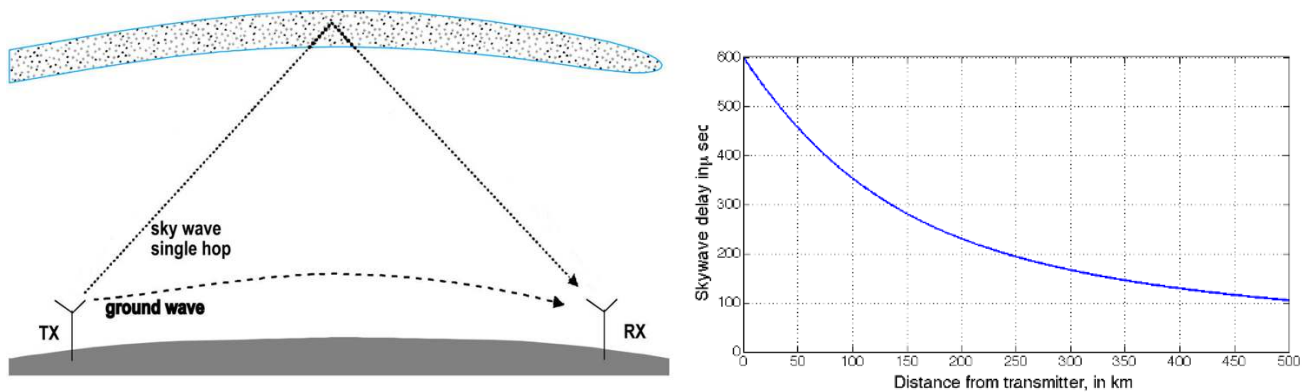 sky wave
single hop
ground wave
TX
RX
Skywave delay inμ sec
600
500
400
300
200
100
0
0 50 100 150 200 250 300 350 400 450 500
Distance from transmitter, in km